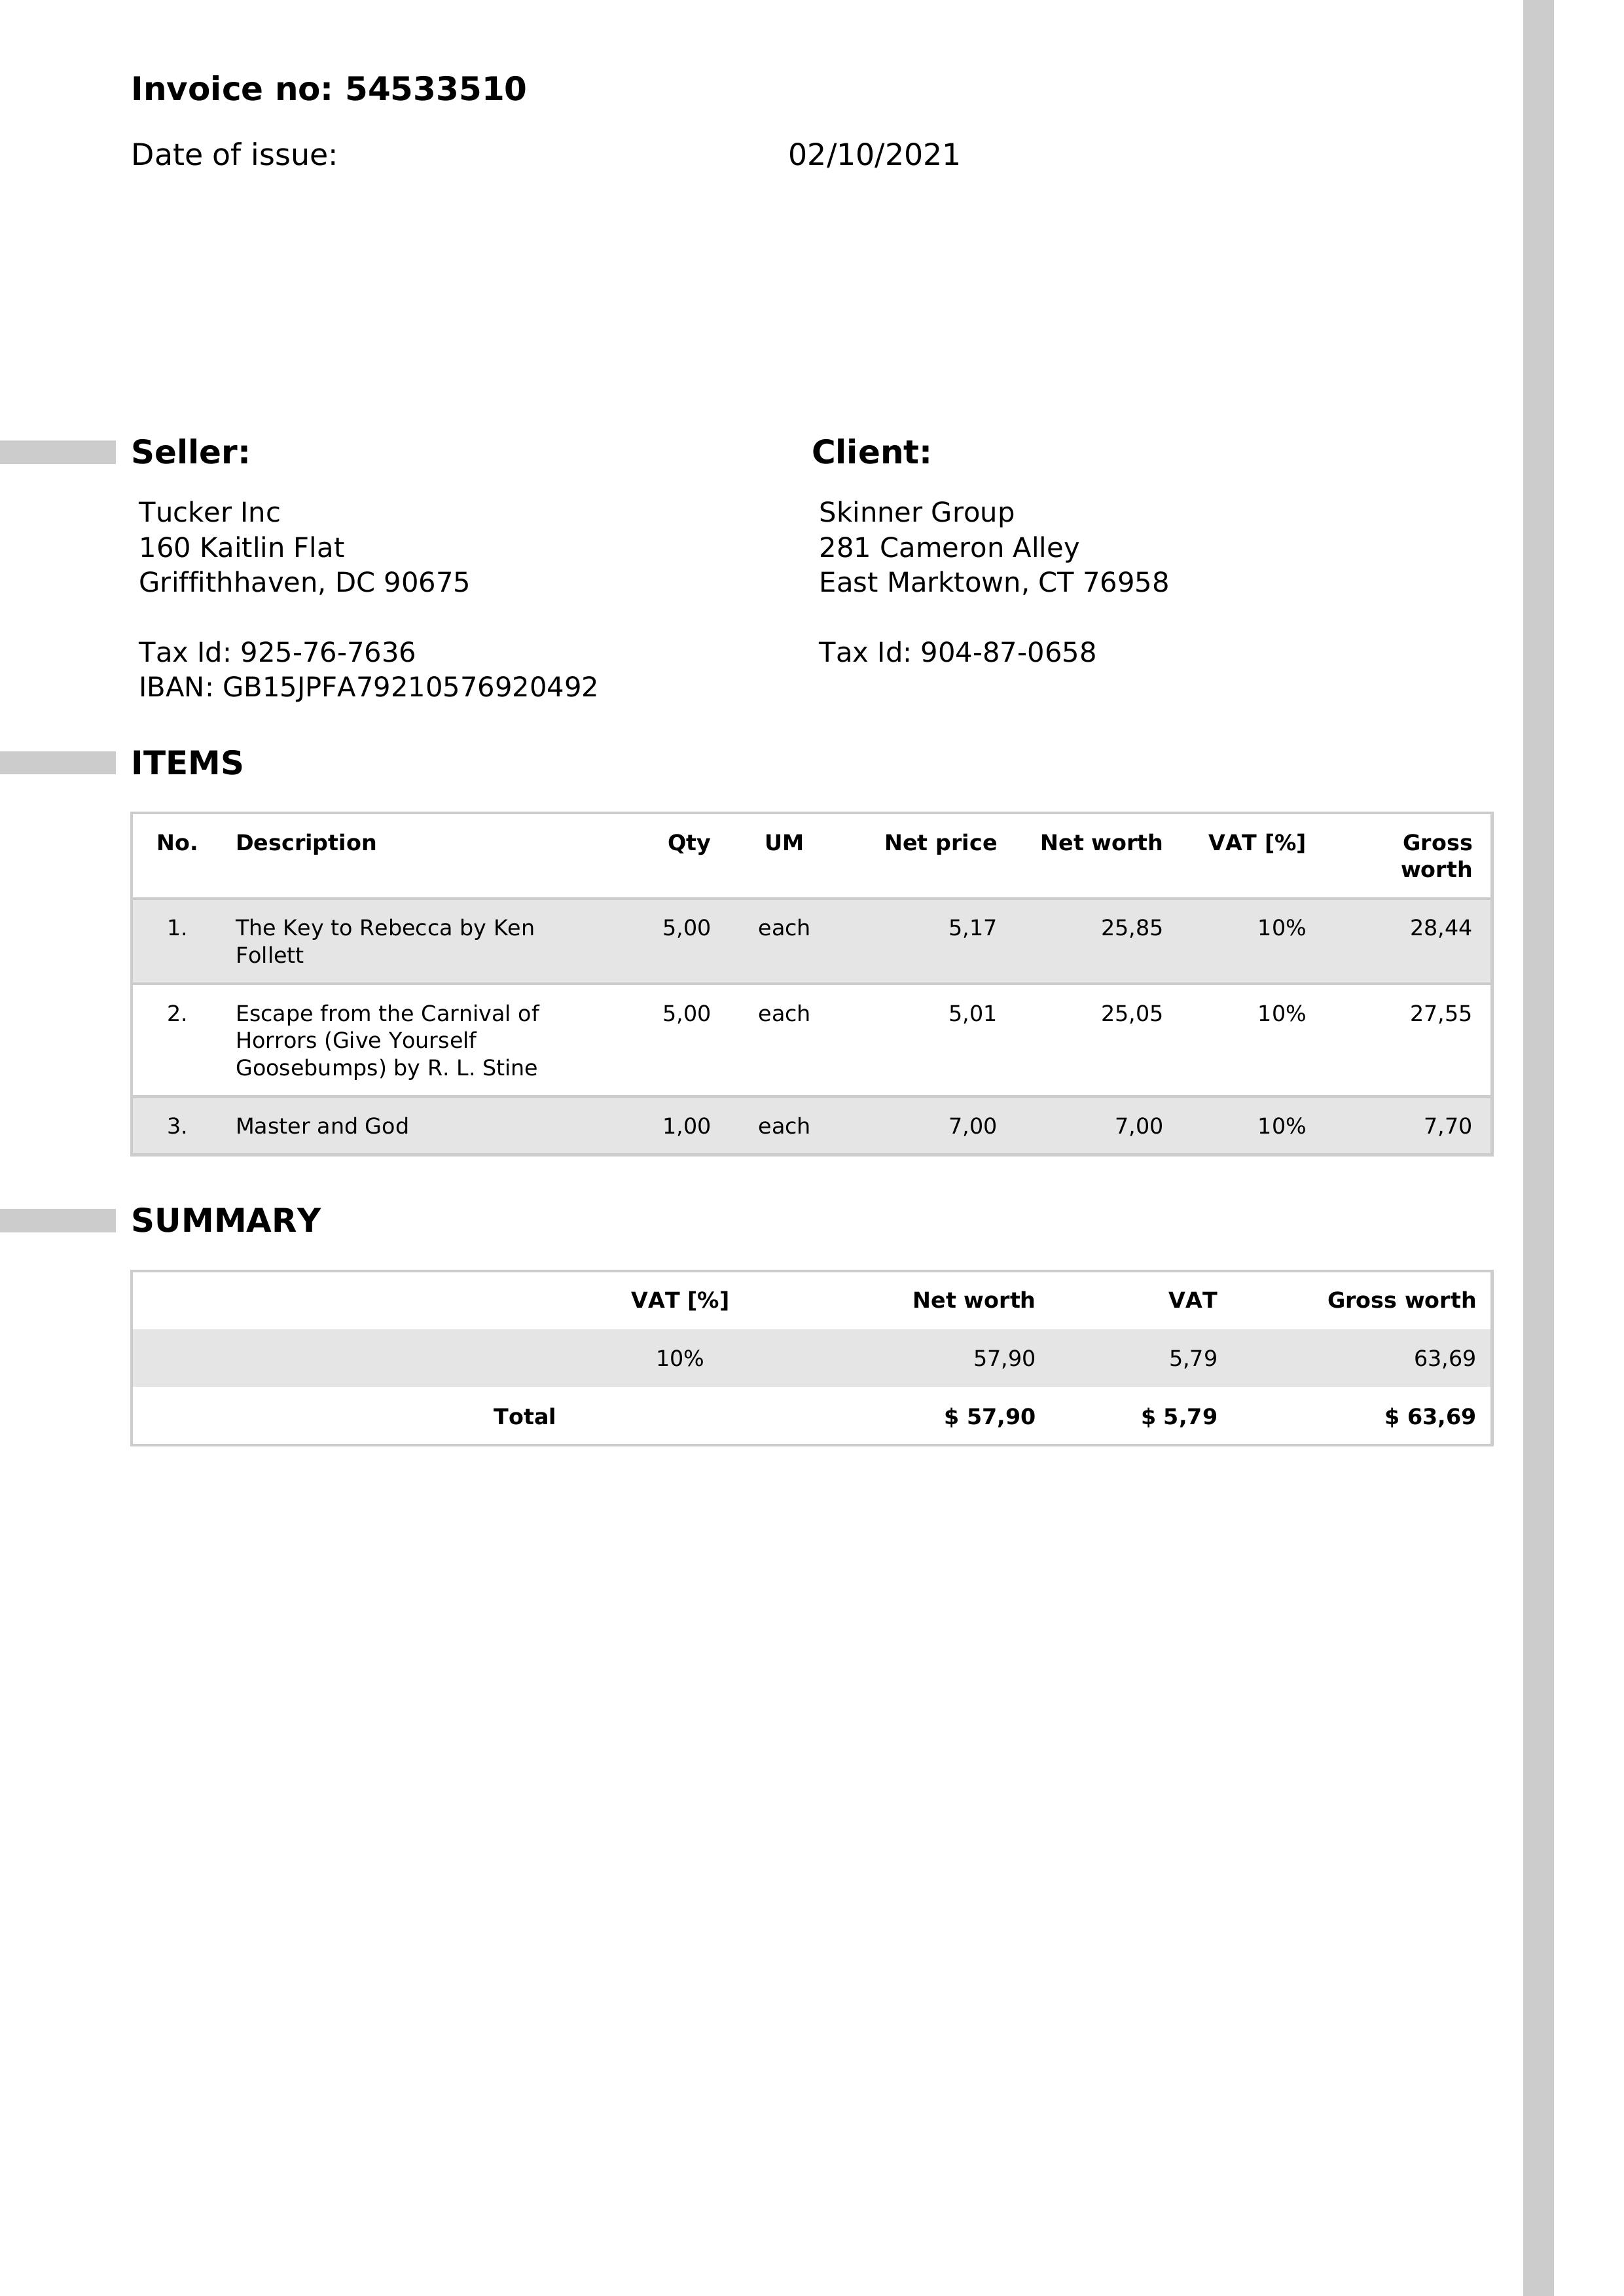 Invoice no: 54533510
Date of issue: 02/10/2021
Seller: Client:
Tucker Inc Skinner Group
160 Kaitlin Flat 281 Cameron Alley
Griffithhaven, DC 90675 East Marktown, CT 76958
Tax Id: 925-76-7636 Tax Id: 904-87-0658
IBAN: GB15JPFA79210576920492
ITEMS
No. Description Qty UM Net price Net worth VAT [%] Gross
worth
1. The Key to Rebecca by Ken 5,00 each 5,17 25,85 10% 28,44
Follett
2. Escape from the Carnival of 5,00 each 5,01 25,05 10% 27,55
Horrors (Give Yourself
Goosebumps) by R. L. Stine
3. Master and God 1,00 each 7,00 7,00 10% 7,70
SUMMARY
VAT [%] Net worth VAT Gross worth
10% 57,90 5,79 63,69
Total $ 57,90 $ 5,79 $ 63,69